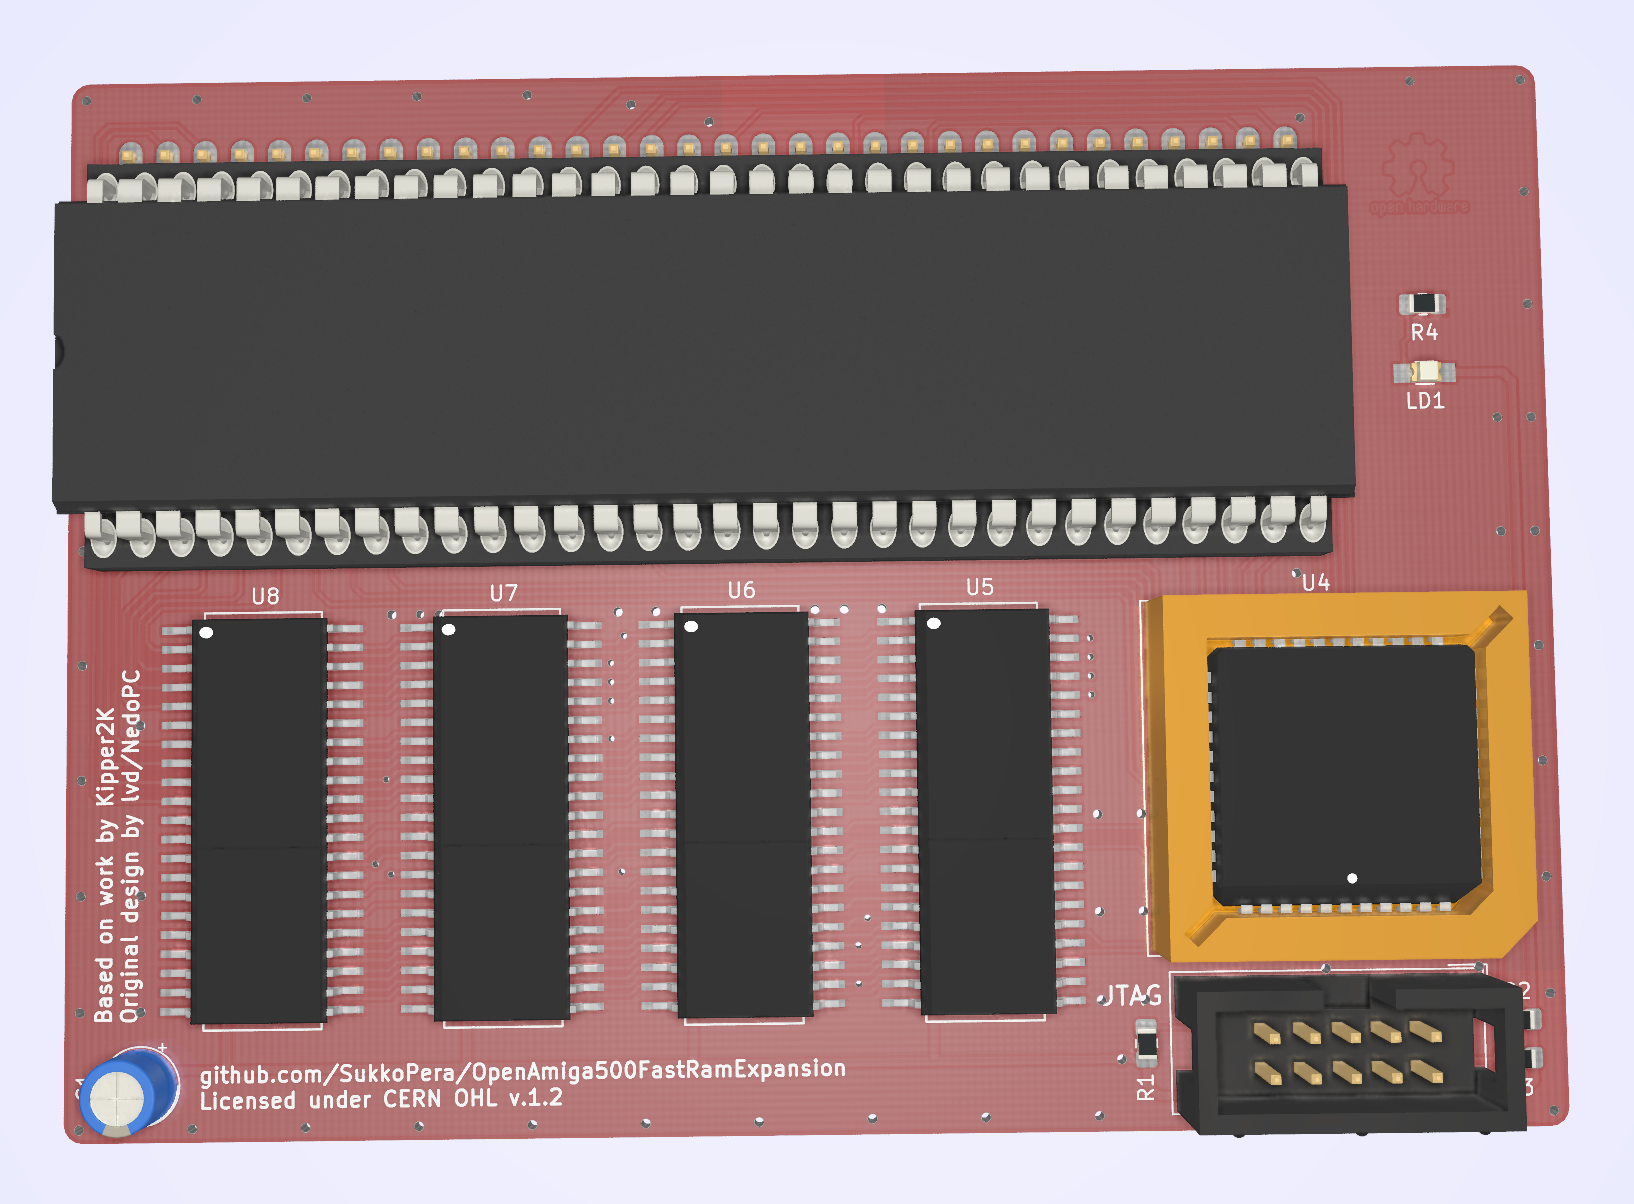 open hardware
R4
LD1
U8
U7
U6
U5
U4
Based on work by Kipper2K
Original design by lvd/NedoPC
JTAG
R1
+
github.com/SukkoPera/OpenAmiga500FastRamExpansion
Licensed under CERN OHL v.1.2